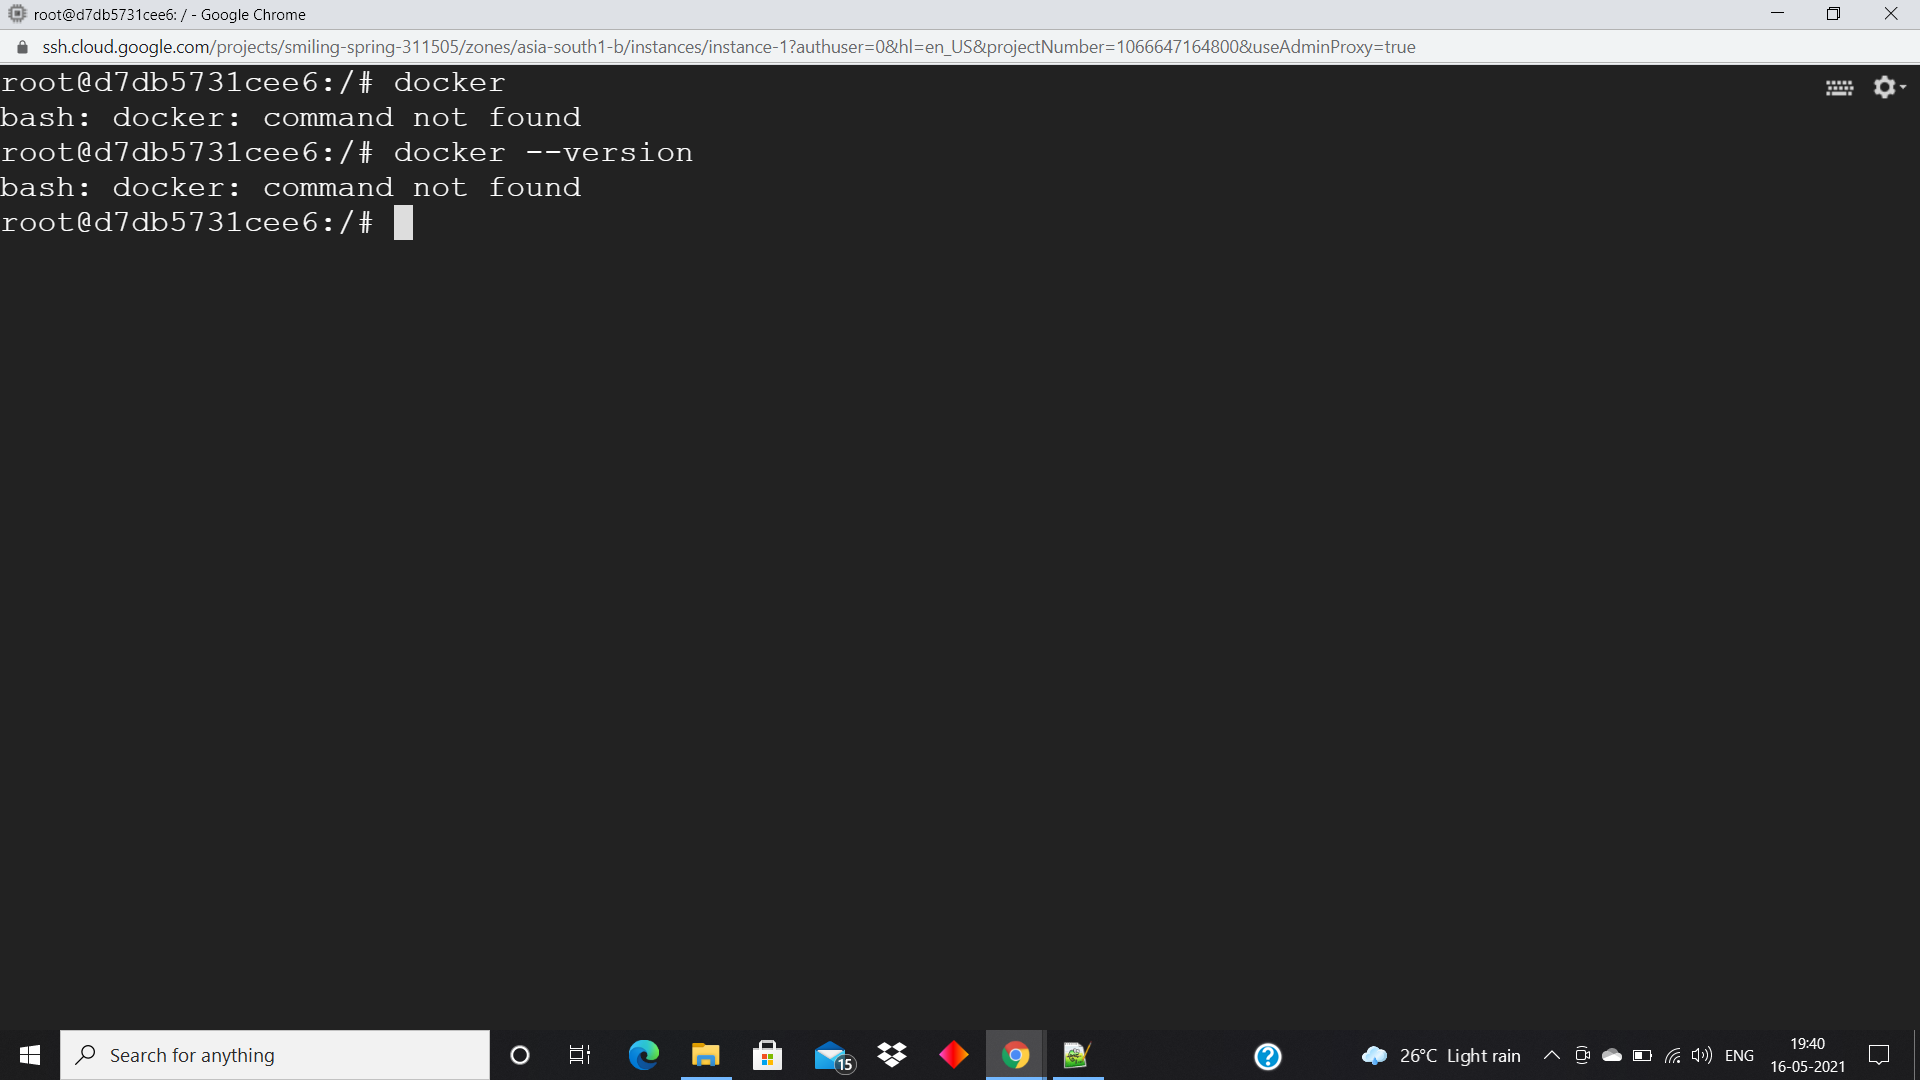 root@d7db5731cee6: / - Google Chrome
ssh.cloud.google.com/projects/smiling-spring-311505/zones/asia-south1-b/instances/instance-1?authuser=0&hl=en_US&projectNumber=1066647164800&useAdminProxy=true
root@d7db5731cee6:/# docker
bash: docker: command not found
root@d7db5731cee6:/# docker --version
bash: docker: command not found
root@d7db5731cee6:/#
Search for anything
15
26°C Light rain
ENG
19:40
16-05-2021